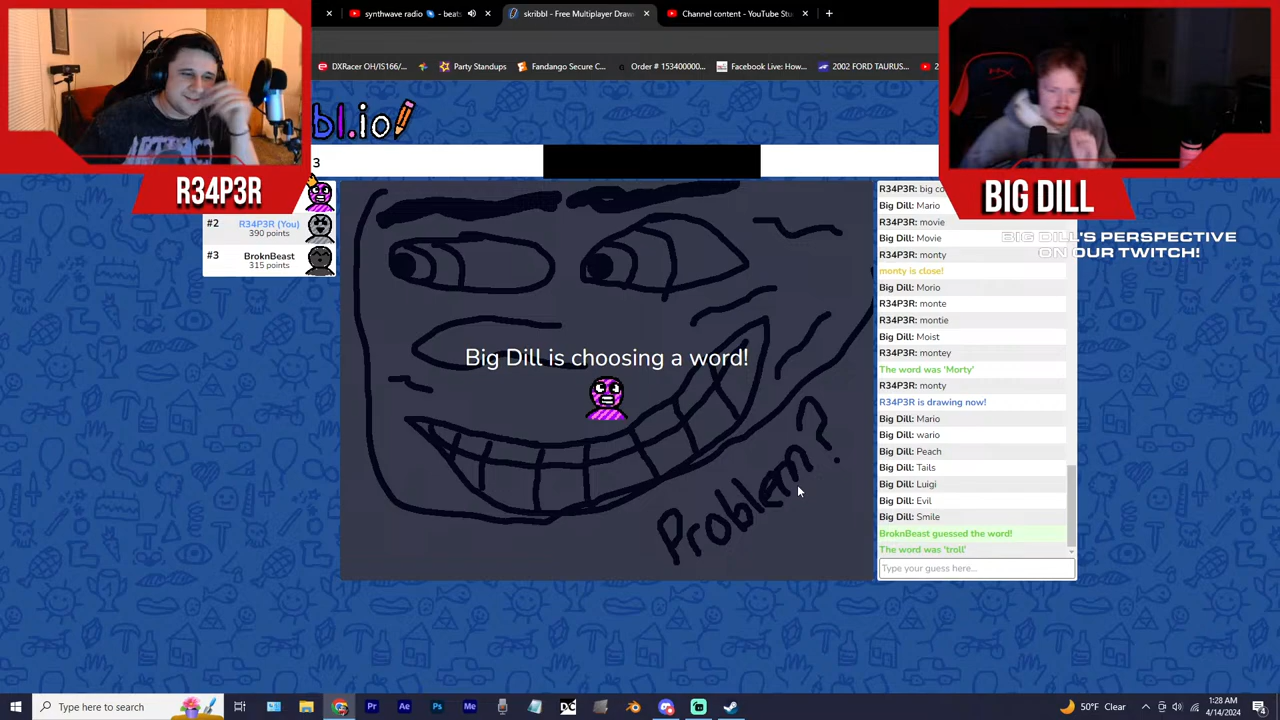 synthwave radio - beats
skribbl - Free Multiplayer Draw
Channel content - YouTube Stu
DXRacer OH/IS166/...
Party Standups
Fandango Secure C...
Order # 153400000...
Facebook Live: How...
2002 FORD TAURUS...
bl.io
3
R34P3R
BIG DILL
BIG DILL'S PERSPECTIVE
ON OUR TWITCH!
#2 R34P3R (You)
390 points
#3 BroknBeast
315 points
Big Dill is choosing a word!
Problem?
R34P3R: big co
Big Dill: Mario
R34P3R: movie
Big Dill: Movie
R34P3R: monty
monty is close!
Big Dill: Morio
R34P3R: monte
R34P3R: montie
Big Dill: Moist
R34P3R: montey
The word was 'Morty'
R34P3R: monty
R34P3R is drawing now!
Big Dill: Mario
Big Dill: wario
Big Dill: Peach
Big Dill: Tails
Big Dill: Luigi
Big Dill: Evil
Big Dill: Smile
BroknBeast guessed the word!
The word was 'troll'
Type your guess here...
Type here to search
Pr
Ae
Ps
Me
50°F Clear
1:28 AM
4/14/2024